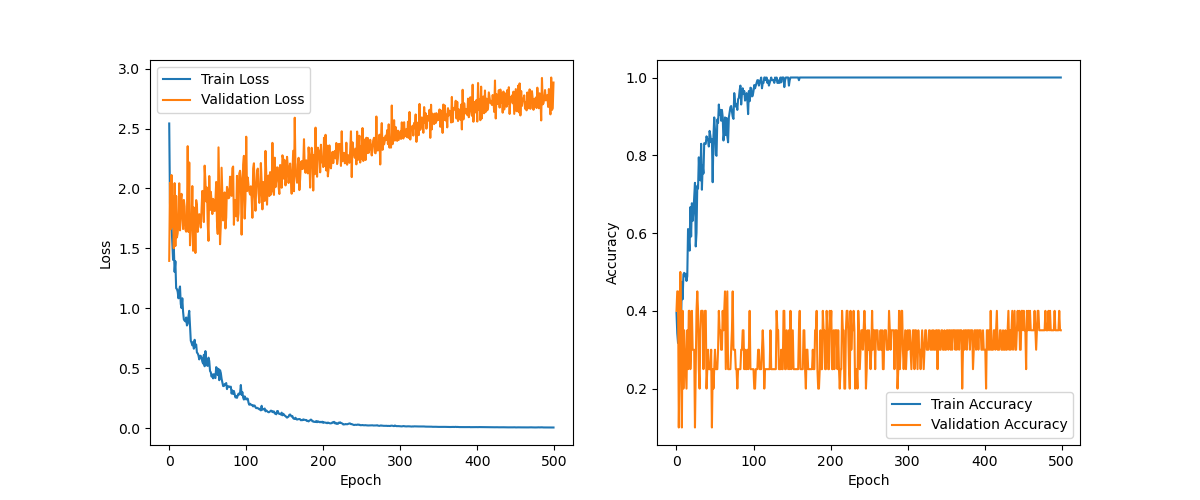 3.0
2.5
2.0
1.5
1.0
0.5
0.0
Loss
Train Loss
Validation Loss
0 100 200 300 400 500
Epoch
1.0
0.8
0.6
0.4
0.2
Accuracy
Train Accuracy
Validation Accuracy
0 100 200 300 400 500
Epoch